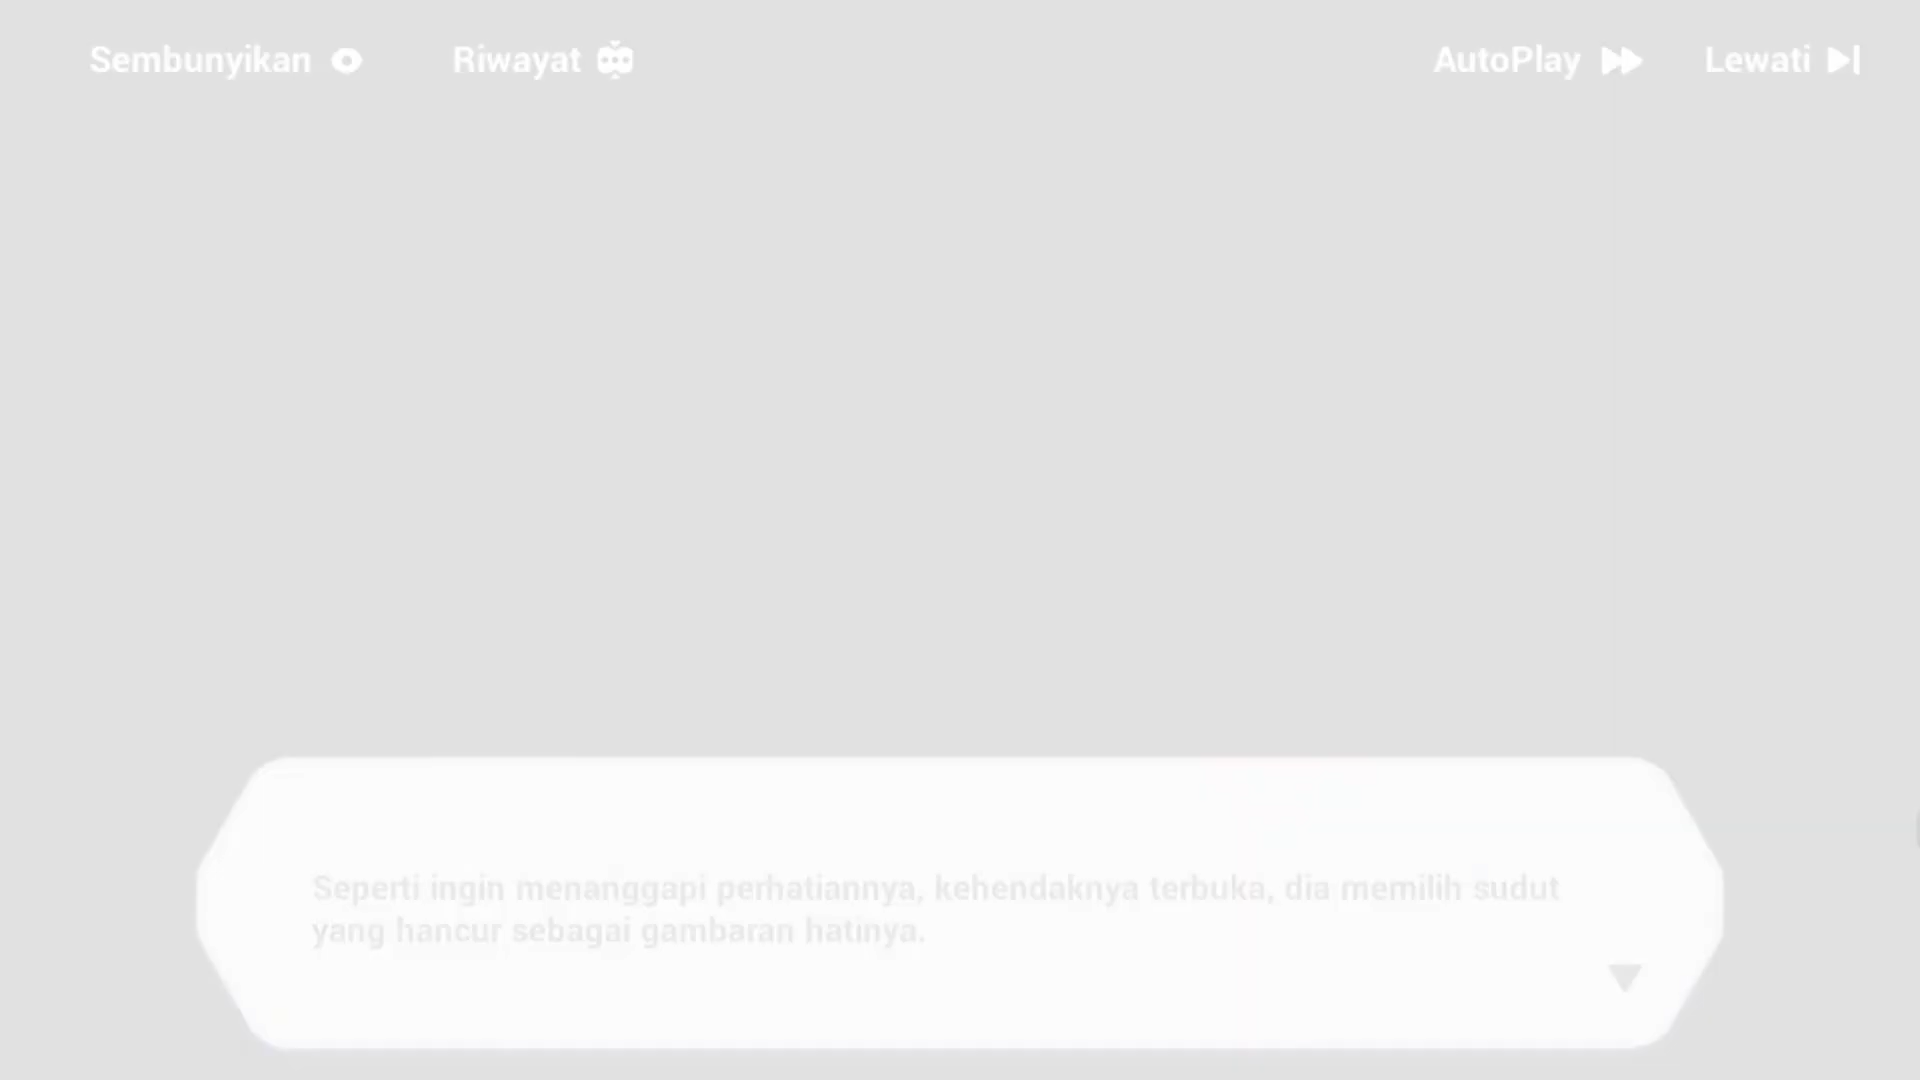 Sembunyikan
Riwayat
AutoPlay
Lewati
Seperti ingin menanggapi perhatiannya, kehendaknya terbuka, dia memilih sudut
yang hancur sebagai gambaran hatinya.